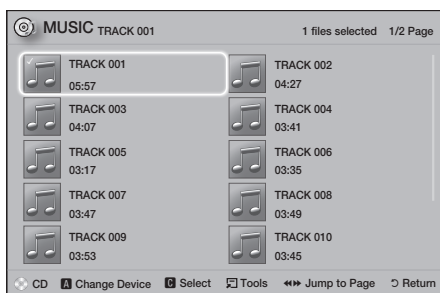 MUSIC TRACK 001 1 files selected 1/2 Page
TRACK 001
05:57
TRACK 002
04:27
TRACK 003
04:07
TRACK 004
03:41
TRACK 005
03:17
TRACK 006
03:35
TRACK 007
03:47
TRACK 008
03:49
TRACK 009
03:53
TRACK 010
03:45
CD A Change Device C Select Tools Jump to Page Return